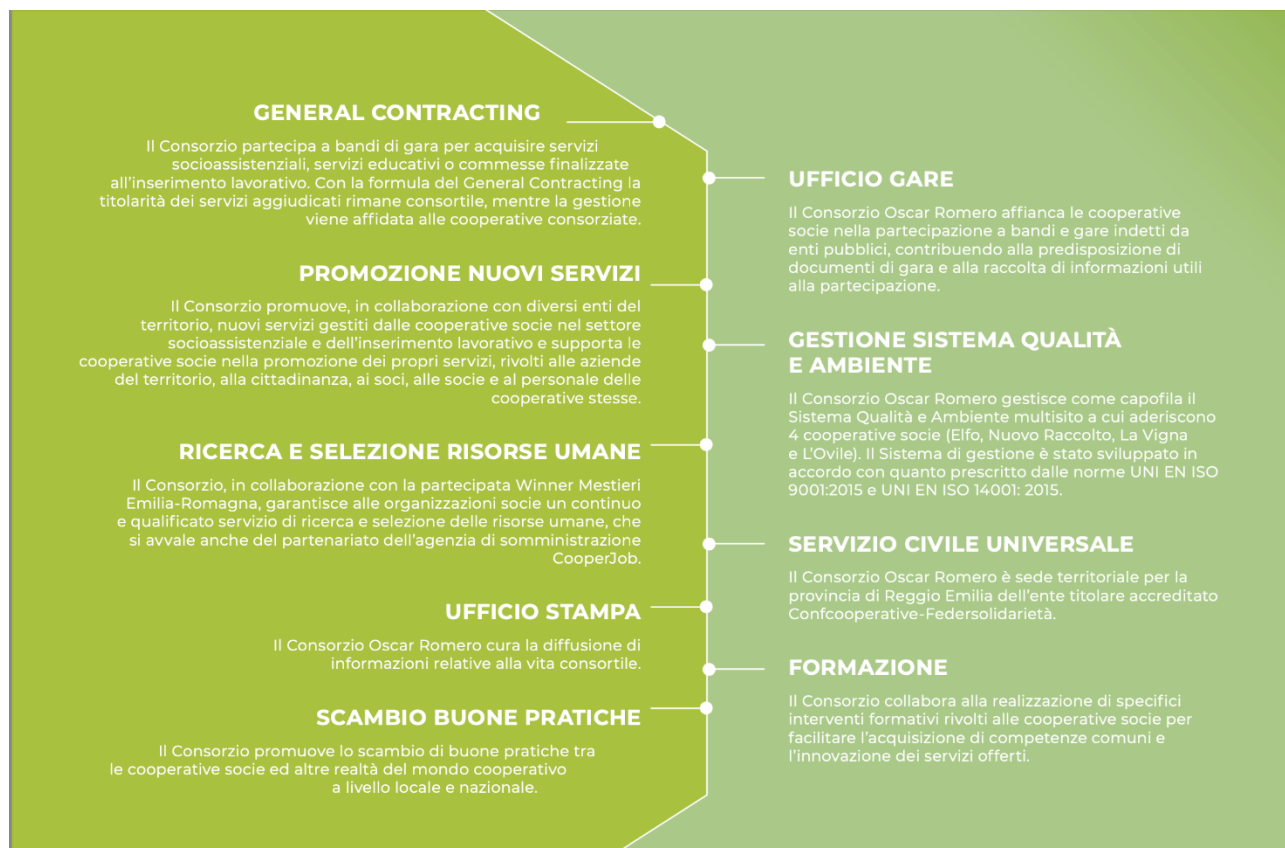 GENERAL CONTRACTING
Il Consorzio partecipa a bandi di gara per acquisire servizi
socioassistenziali, servizi educativi o commesse finalizzate
all'inserimento lavorativo. Con la formula del General Contracting la
titolarità dei servizi aggiudicati rimane consortile, mentre la gestione
viene affidata alle cooperative consorziate.
PROMOZIONE NUOVI SERVIZI
Il Consorzio promuove, in collaborazione con diversi enti del
territorio, nuovi servizi gestiti dalle cooperative socie nel settore
socioassistenziale e dell'inserimento lavorativo e supporta le
cooperative socie nella promozione dei propri servizi, rivolti alle aziende
del territorio, alla cittadinanza, ai soci, alle socie e al personale delle
cooperative stesse.
RICERCA E SELEZIONE RISORSE UMANE
Il Consorzio, in collaborazione con la partecipata Winner Mestieri
Emilia-Romagna, garantisce alle organizzazioni socie un continuo
e qualificato servizio di ricerca e selezione delle risorse umane, che
si avvale anche del partenariato dell'agenzia di somministrazione
CooperJob.
UFFICIO STAMPA
Il Consorzio Oscar Romero cura la diffusione di
informazioni relative alla vita consortile.
SCAMBIO BUONE PRATICHE
Il Consorzio promuove lo scambio di buone pratiche tra
le cooperative socie ed altre realtà del mondo cooperativo
a livello locale e nazionale.
UFFICIO GARE
Il Consorzio Oscar Romero affianca le cooperative
socie nella partecipazione a bandi e gare indetti da
enti pubblici, contribuendo alla predisposizione di
documenti di gara e alla raccolta di informazioni utili
alla partecipazione.
GESTIONE SISTEMA QUALITÀ
E AMBIENTE
Il Consorzio Oscar Romero gestisce come capofila il
Sistema Qualità e Ambiente multisito a cui aderiscono
4 cooperative socie (Elfo, Nuovo Raccolto, La Vigna
e L'Ovile). Il Sistema di gestione è stato sviluppato in
accordo con quanto prescritto dalle norme UNI EN ISO
9001:2015 e UNI EN ISO 14001: 2015.
SERVIZIO CIVILE UNIVERSALE
Il Consorzio Oscar Romero è sede territoriale per la
provincia di Reggio Emilia dell'ente titolare accreditato
Confcooperative-Federsolidarietà.
FORMAZIONE
Il Consorzio collabora alla realizzazione di specifici
interventi formativi rivolti alle cooperative socie per
facilitare l'acquisizione di competenze comuni e
l'innovazione dei servizi offerti.